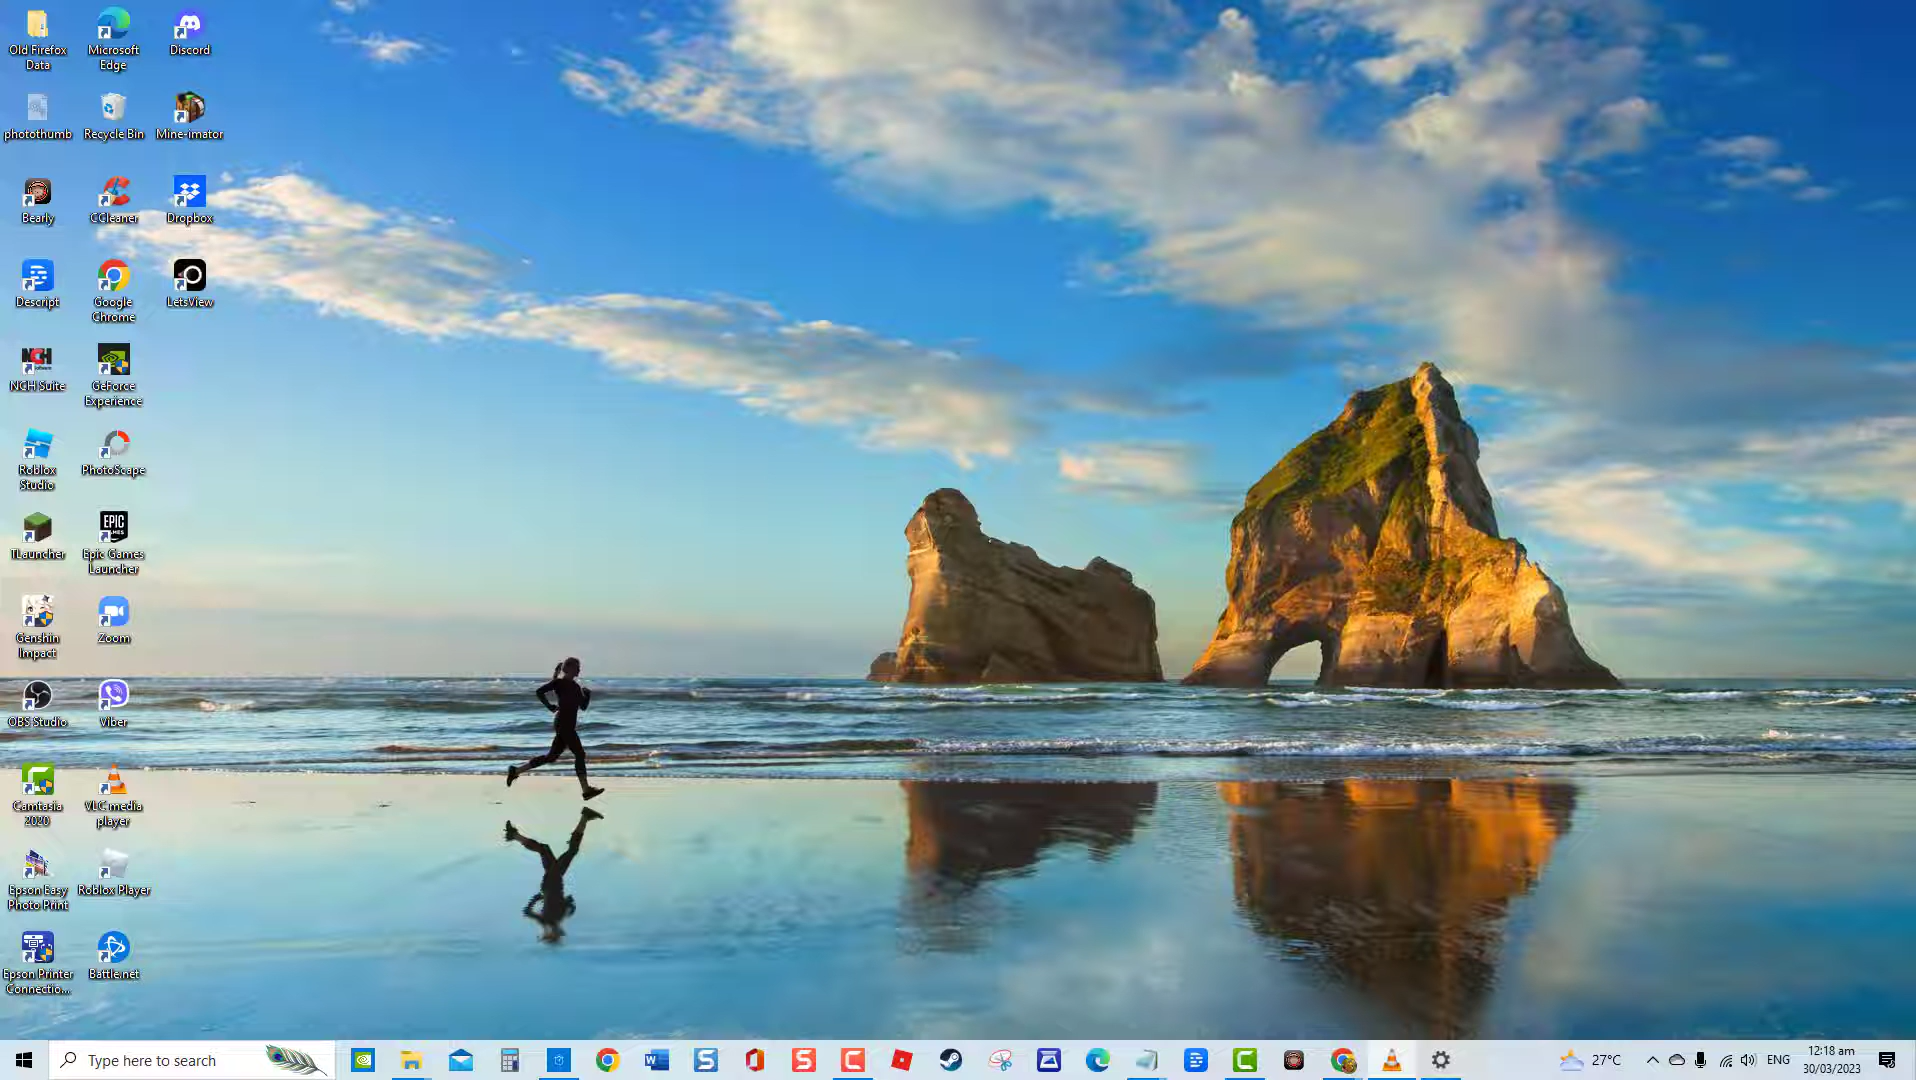 Old Firefox
Data
Microsoft
Edge
Discord
photothumb
Recycle Bin
Mine-imator
Bearly
CCleaner
Dropbox
Descript
Google
Chrome
LetsView
NCH Suite
GeForce
Experience
Roblox
Studio
PhotoScape
TLauncher
EPIC
GAMES
Epic Games
Launcher
Genshin
Impact
Zoom
OBS Studio
Viber
Camtasia
2020
VLC media
player
Epson Easy
Photo Print
Roblox Player
Epson Printer
Connectio...
Battle.net
Type here to search
27°C
ENG
12:18 am
30/03/2023